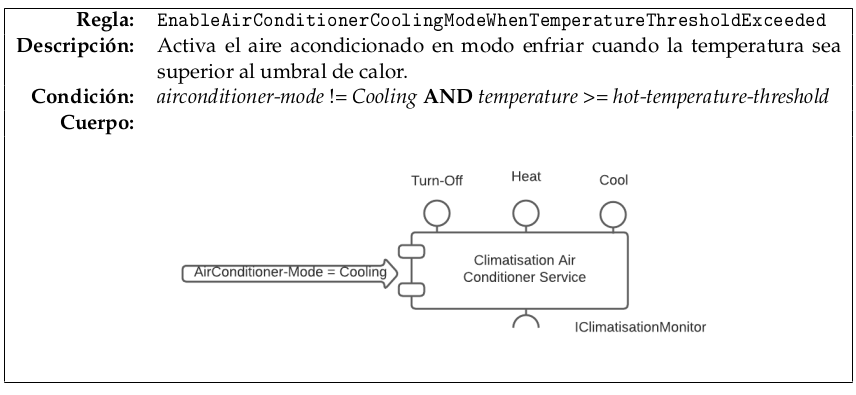 Regla: EnableAirConditionerCoolingModeWhenTemperatureThresholdExceeded
Descripción: Activa el aire acondicionado en modo enfriar cuando la temperatura sea
superior al umbral de calor.
Condición: airconditioner-mode != Cooling AND temperature >= hot-temperature-threshold
Cuerpo:
Turn-Off Heat Cool
Climatisation Air
Conditioner Service
AirConditioner-Mode = Cooling
IClimatisationMonitor